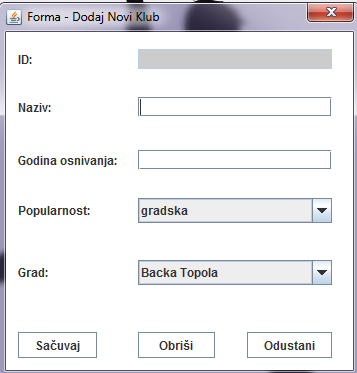 Forma - Dodaj Novi Klub
ID:
Naziv:
Godina osnivanja:
Popularnost: gradska
Grad: Backa Topola
Sačuvaj Obriši Odustani